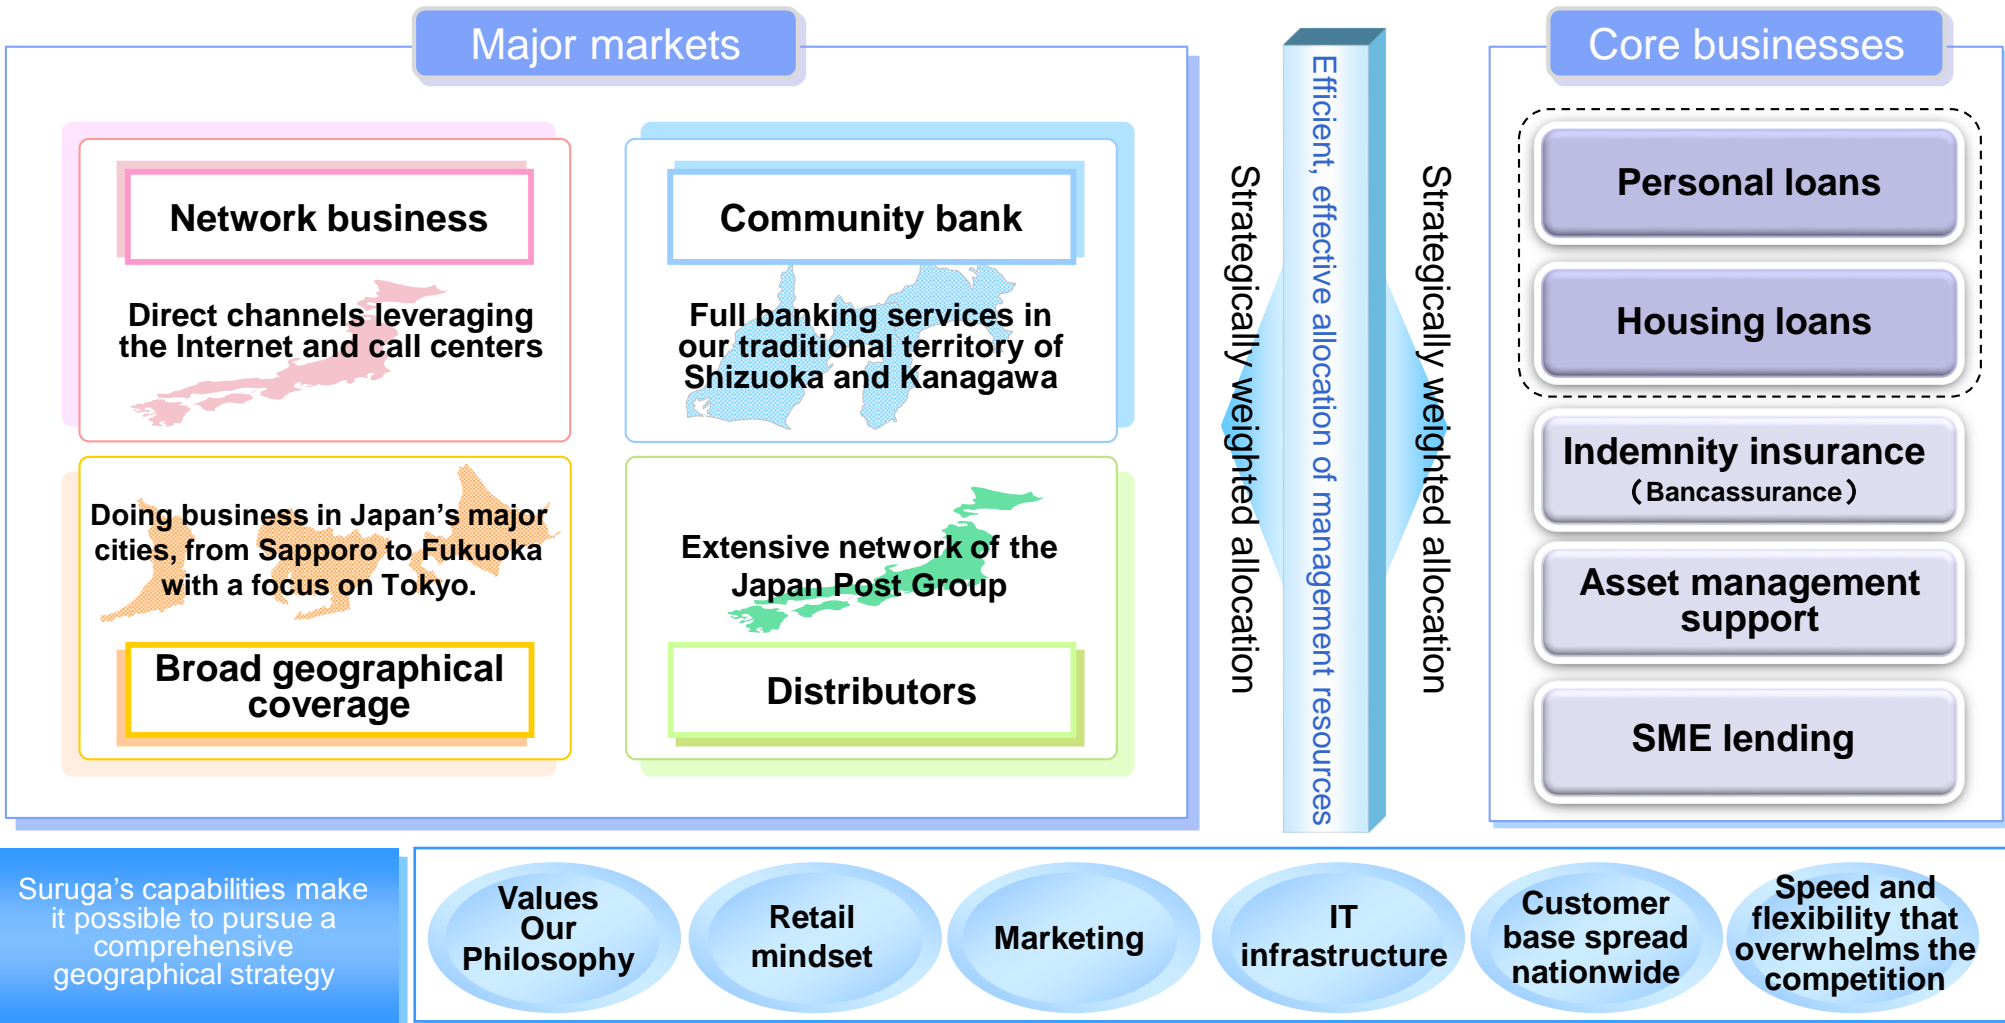 Major markets
Network business
Direct channels leveraging
the Internet and call centers
Community bank
Full banking services in
our traditional territory of
Shizuoka and Kanagawa
Doing business in Japan’s major
cities, from Sapporo to Fukuoka
with a focus on Tokyo.
Broad geographical
coverage
Extensive network of the
Japan Post Group
Distributors
Strategically weighted allocation
Efficient, effective allocation of management resources
Strategically weighted allocation
Core businesses
Personal loans
Housing loans
Indemnity insurance
（Bancassurance）
Asset management
support
SME lending
Suruga’s capabilities make
it possible to pursue a
comprehensive
geographical strategy
Values
Our
Philosophy
Retail
mindset
Marketing
IT
infrastructure
Customer
base spread
nationwide
Speed and
flexibility that
overwhelms the
competition